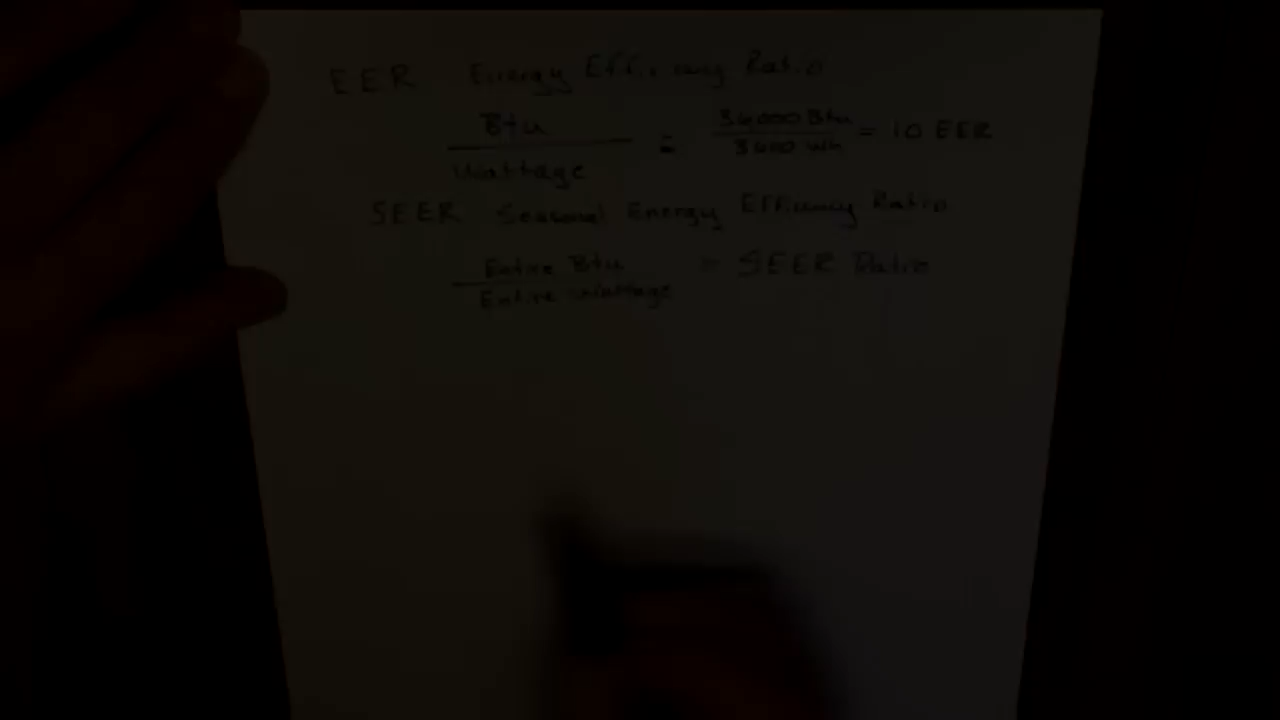 EER Energy Efficiency Ratio
Btu
Wattage
=
36000 Btu
3600 Wh
= 10 EER
SEER Seasonal Energy Efficiency Ratio
Entire Btu
Entire Wattage
= SEER Ratio